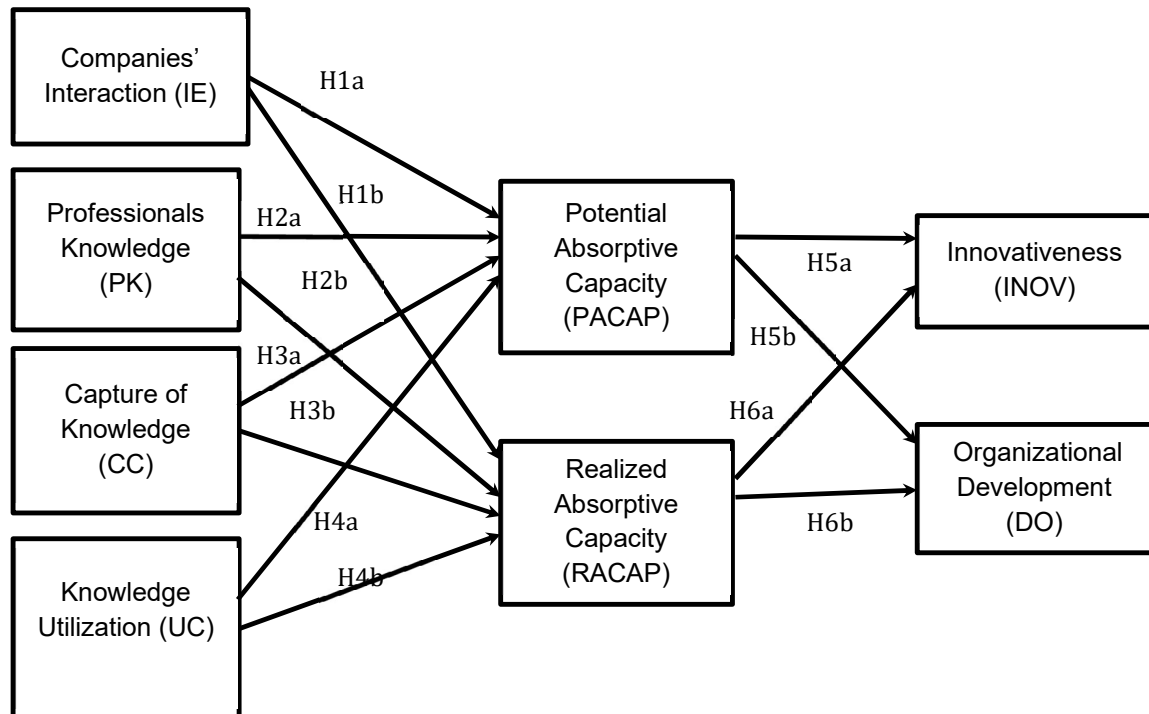 Companies’
Interaction (IE)
H1a
H1b
Professionals
Knowledge
(PK)
H2a
H2b
Potential
Absorptive
Capacity
(PACAP)
H5a
Innovativeness
(INOV)
H3a
H5b
Capture of
Knowledge
(CC)
H3b
H6a
Realized
Absorptive
Capacity
(RACAP)
Organizational
Development
(DO)
H4a
H6b
Knowledge
Utilization (UC)
H4b